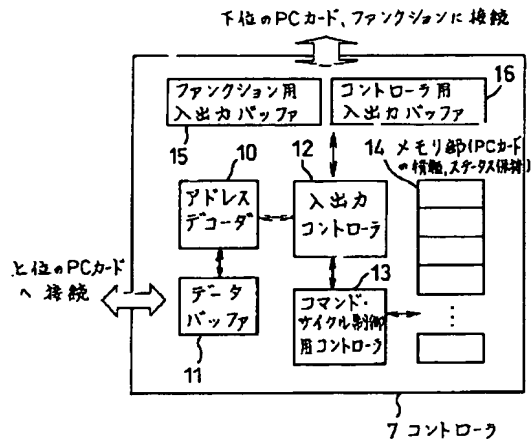 下位のPCカード、ファンクションに接続
ファンクション用
入出力バッファ
15
コントローラ用
入出力バッファ
16
10
アドレス
デコーダ
12
入出力
コントローラ
14 メモリ部(PCカード
の情報,ステータス保持)
上位のPCカード
へ接続
データ
バッファ
11
13
コマンド・
サイクル制御
用コントローラ
7 コントローラ